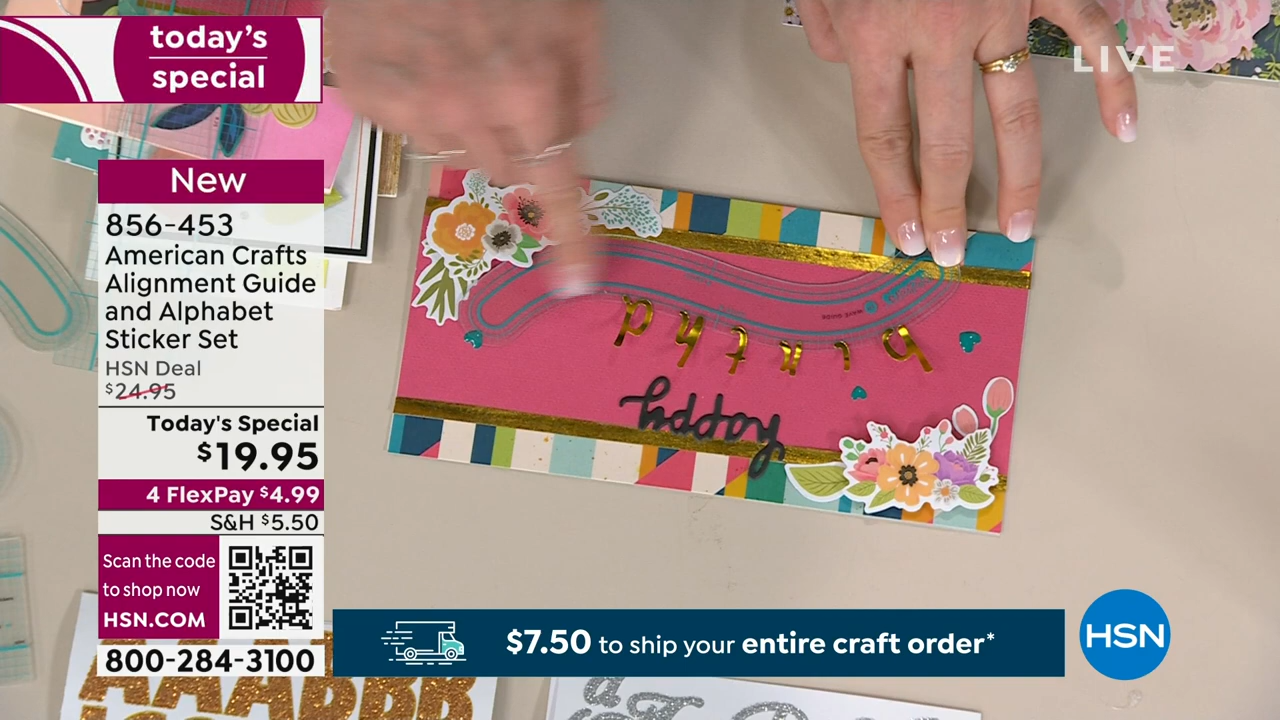 today's
special
LIVE
New
856-453
American Crafts
Alignment Guide
and Alphabet
Sticker Set
HSN Deal
$24.95
Today's Special
$19.95
4 FlexPay $4.99
S&H $5.50
Scan the code
to shop now
HSN.COM
800-284-3100
happy
birthd
$7.50 to ship your entire craft order*
HSN
AAABBB